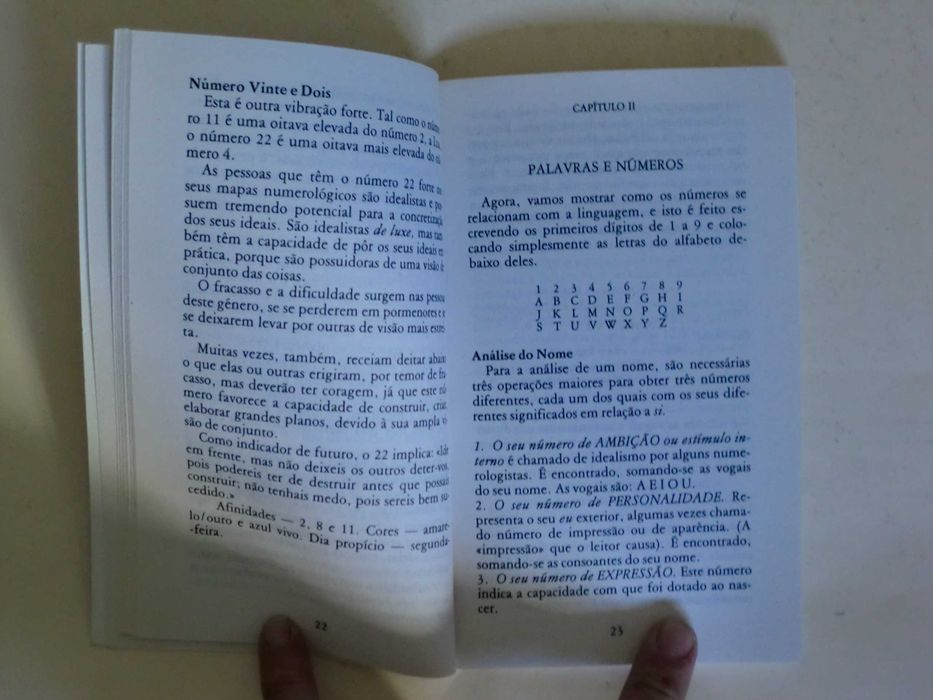 Número Vinte e Dois
Esta é outra vibração forte. Tal como o
ro 11 é uma oitava elevada do número 2, a
o número 22 é uma oitava mais elevada do
mero 4.
As pessoas que têm o número 22 forte
seus mapas numerológicos são idealistas e
suem tremendo potencial para a
dos seus ideais. São idealistas de luxe, mas
bém têm a capacidade de pôr os seus ideais
prática, porque são possuidoras de uma visão
conjunto das coisas.
O fracasso e a dificuldade surgem nas
deste género, se se perderem em pormenores e
se deixarem levar por outras de visão mais
ta.
Muitas vezes, também, receiam deitar
o que elas ou outras erigiram, por temor de
casso, mas deverão ter coragem, já que este
mero favorece a capacidade de construir,
elaborar grandes planos, devido à sua ampla
são de conjunto.
Como indicador de futuro, o 22 implica:
em frente, mas não deixeis os outros deter-vos,
pois podereis ter de destruir antes que
construir; não tenhais medo, pois sereis bem
cedido.»
Afinidades — 2, 8 e 11. Cores — amare-
lo/ouro e azul vivo. Dia propício — segunda-
-feira.
22
CAPÍTULO II
PALAVRAS E NÚMEROS
Agora, vamos mostrar como os números se
relacionam com a linguagem, e isto é feito es-
crevendo os primeiros dígitos de 1 a 9 e colo-
cando simplesmente as letras do alfabeto de-
baixo deles.
1 2 3 4 5 6 7 8 9
A B C D E F G H I
J K L M N O P Q R
S T U V W X Y Z
Análise do Nome
Para a análise de um nome, são necessárias
três operações maiores para obter três números
diferentes, cada um dos quais com os seus dife-
rentes significados em relação a si.
1. O seu número de AMBIÇÃO ou estímulo in-
terno é chamado de idealismo por alguns nume-
rologistas. É encontrado, somando-se as vogais
do seu nome. As vogais são: A E I O U.
2. O seu número de PERSONALIDADE. Re-
presenta o seu eu exterior, algumas vezes chama-
do número de impressão ou de aparência. (A
«impressão» que o leitor causa). É encontrado,
somando-se as consoantes do seu nome.
3. O seu número de EXPRESSÃO. Este número
indica a capacidade com que foi dotado ao nas-
cer.
23